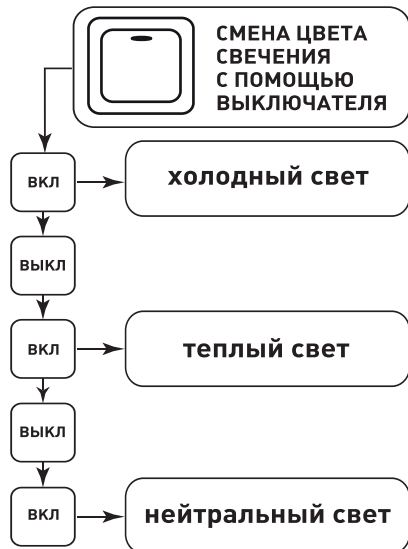 СМЕНА ЦВЕТА
СВЕЧЕНИЯ
С ПОМОЩЬЮ
ВЫКЛЮЧАТЕЛЯ
ВКЛ
холодный свет
ВЫКЛ
ВКЛ
теплый свет
ВЫКЛ
ВКЛ
нейтральный свет